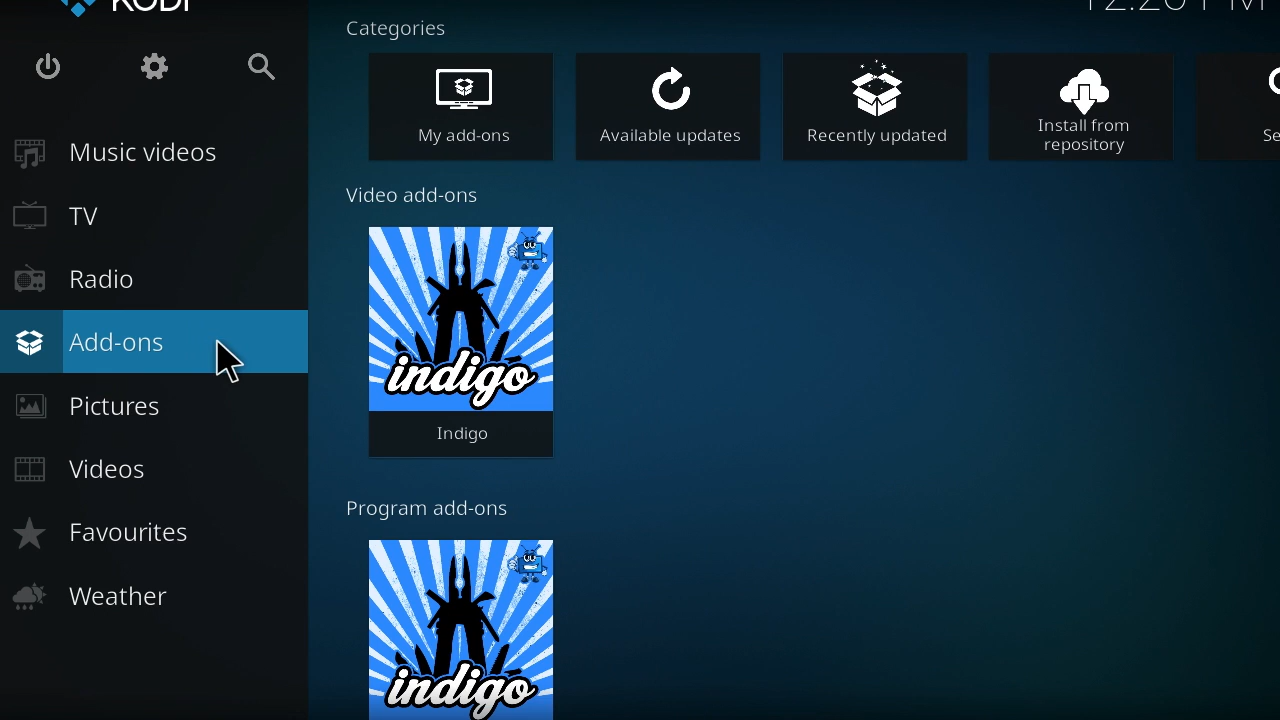 KODI
Categories
My add-ons
Available updates
Recently updated
Install from
repository
Music videos
TV
Radio
Add-ons
Pictures
Videos
Favourites
Weather
Video add-ons
indigo
Indigo
Program add-ons
indigo